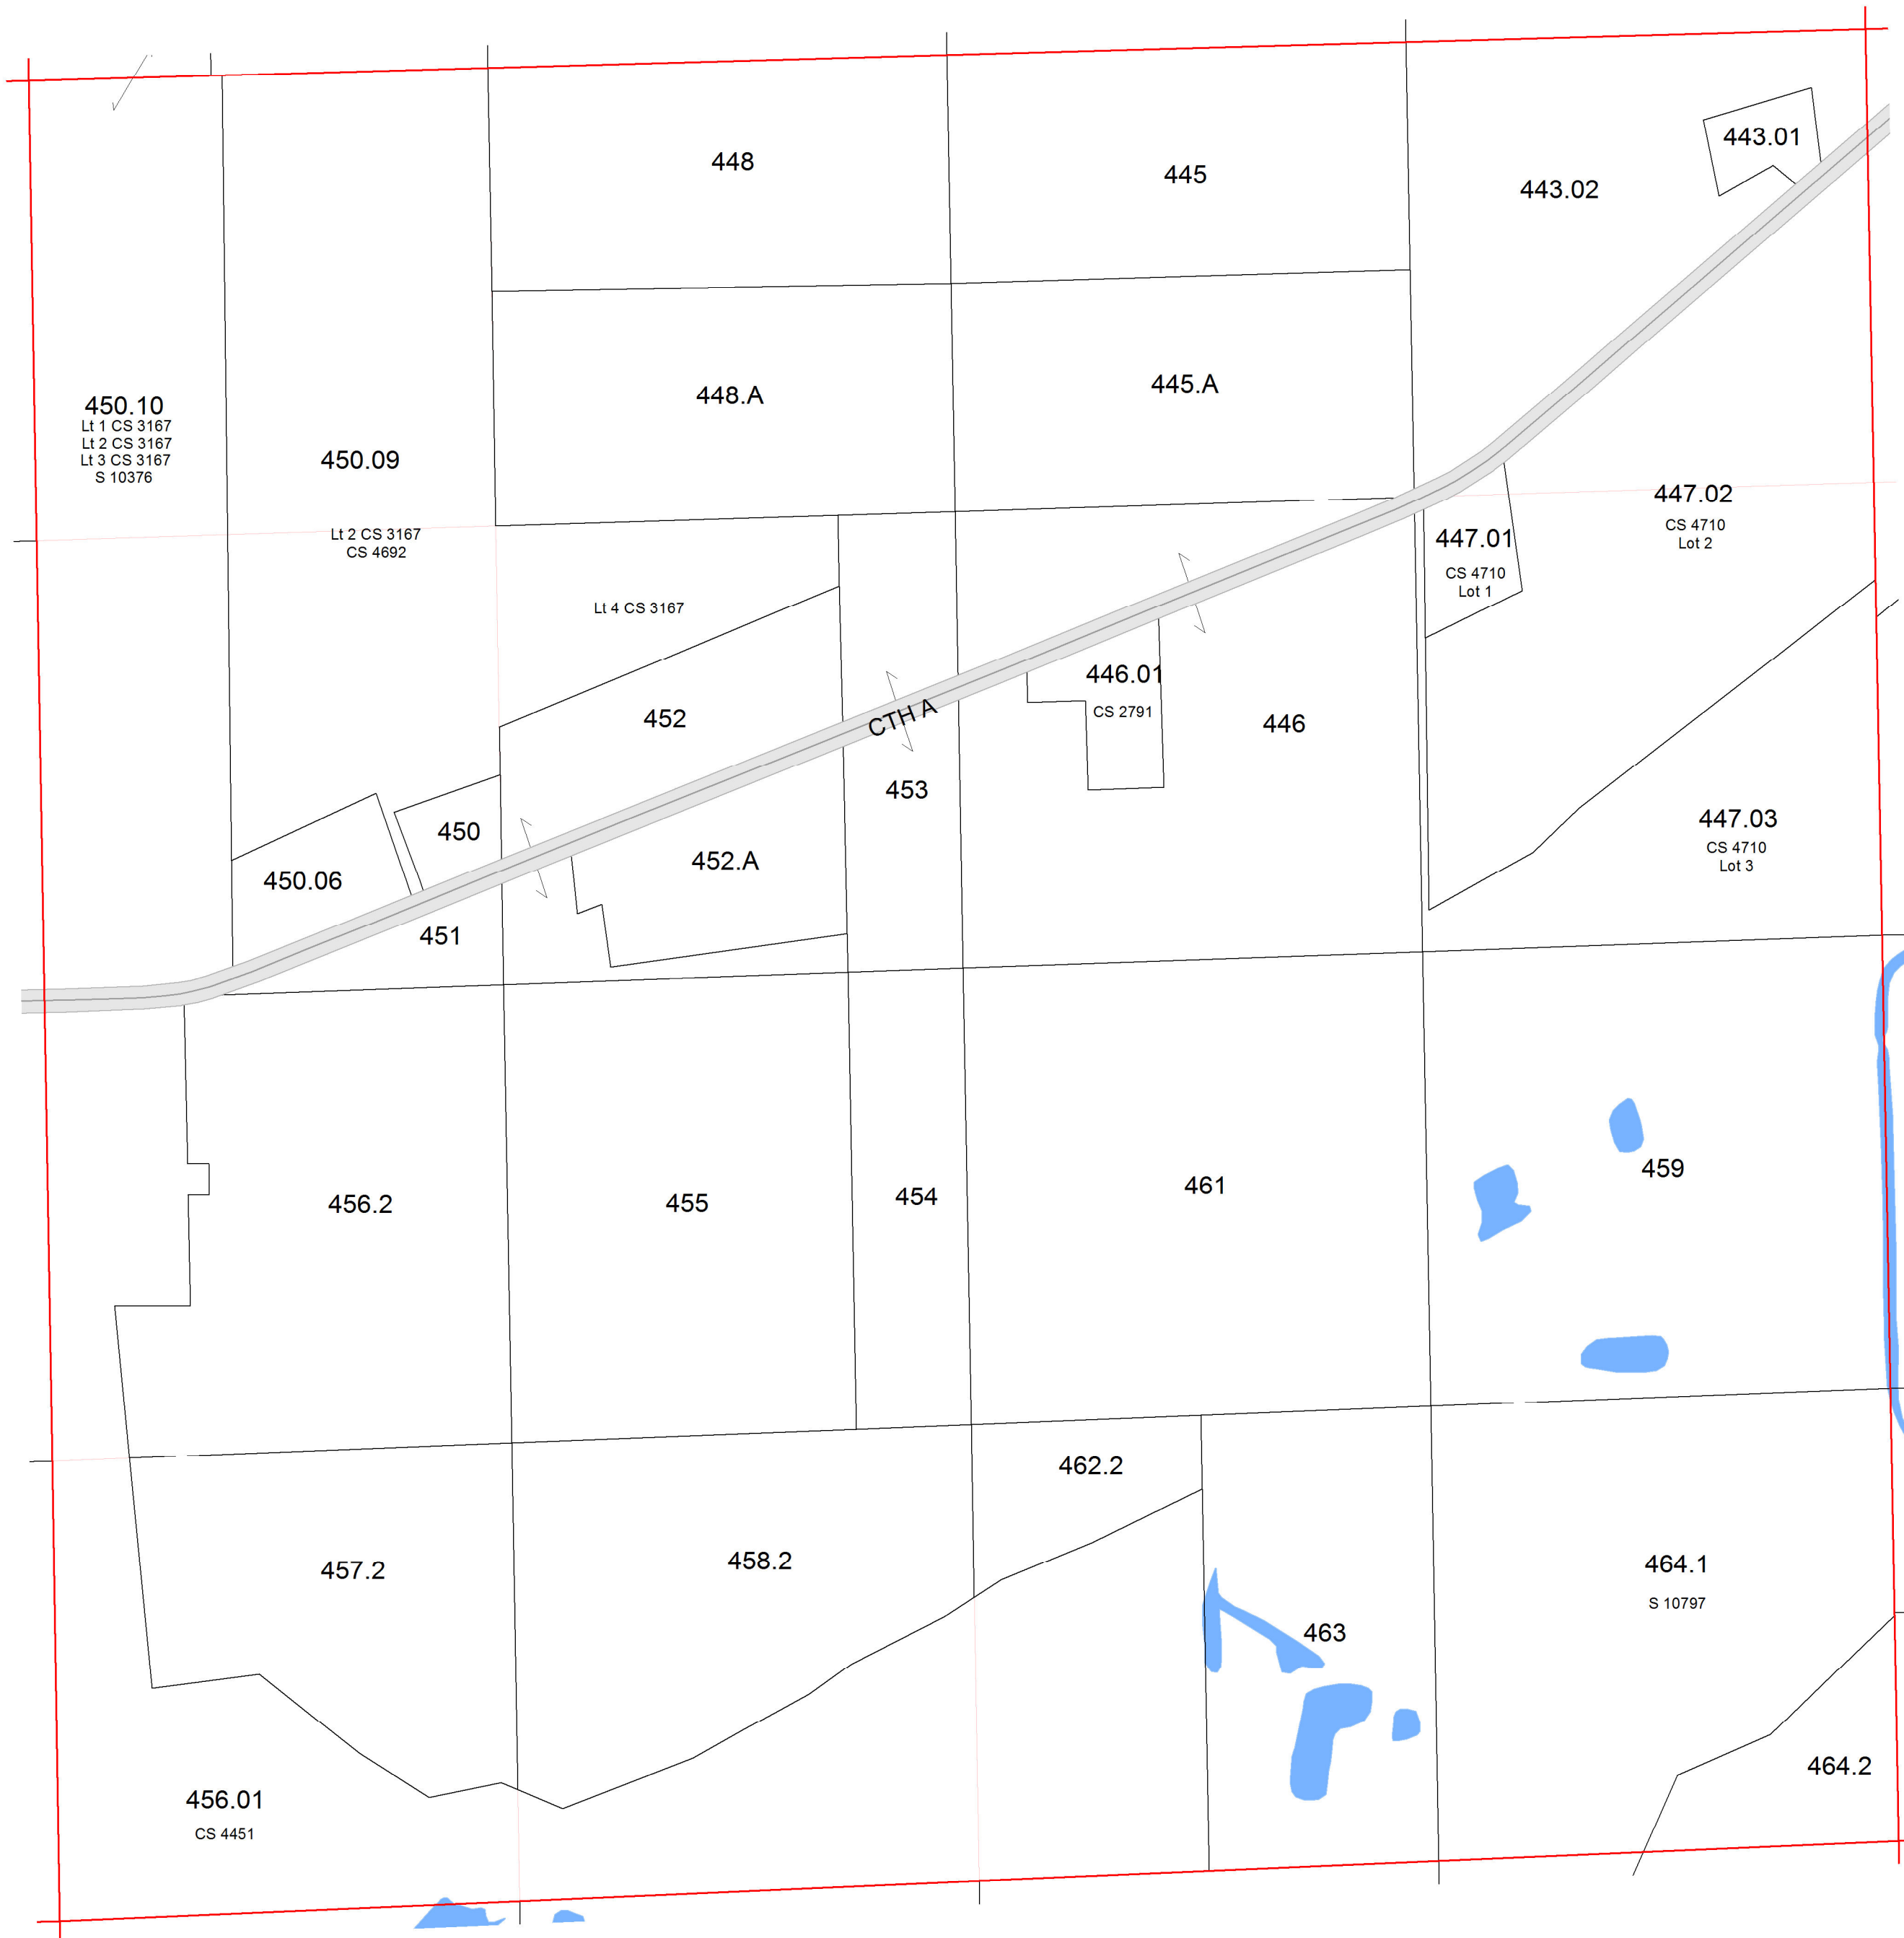 443.01
448
445
443.02
448.A
445.A
450.10
Lt 1 CS 3167
Lt 2 CS 3167
Lt 3 CS 3167
S 10376
450.09
Lt 2 CS 3167
CS 4692
447.02
CS 4710
Lot 2
447.01
CS 4710
Lot 1
Lt 4 CS 3167
446.01
CS 2791
452
CTH A
446
453
447.03
CS 4710
Lot 3
450
452.A
450.06
451
459
461
454
455
456.2
462.2
458.2
457.2
464.1
S 10797
463
464.2
456.01
CS 4451